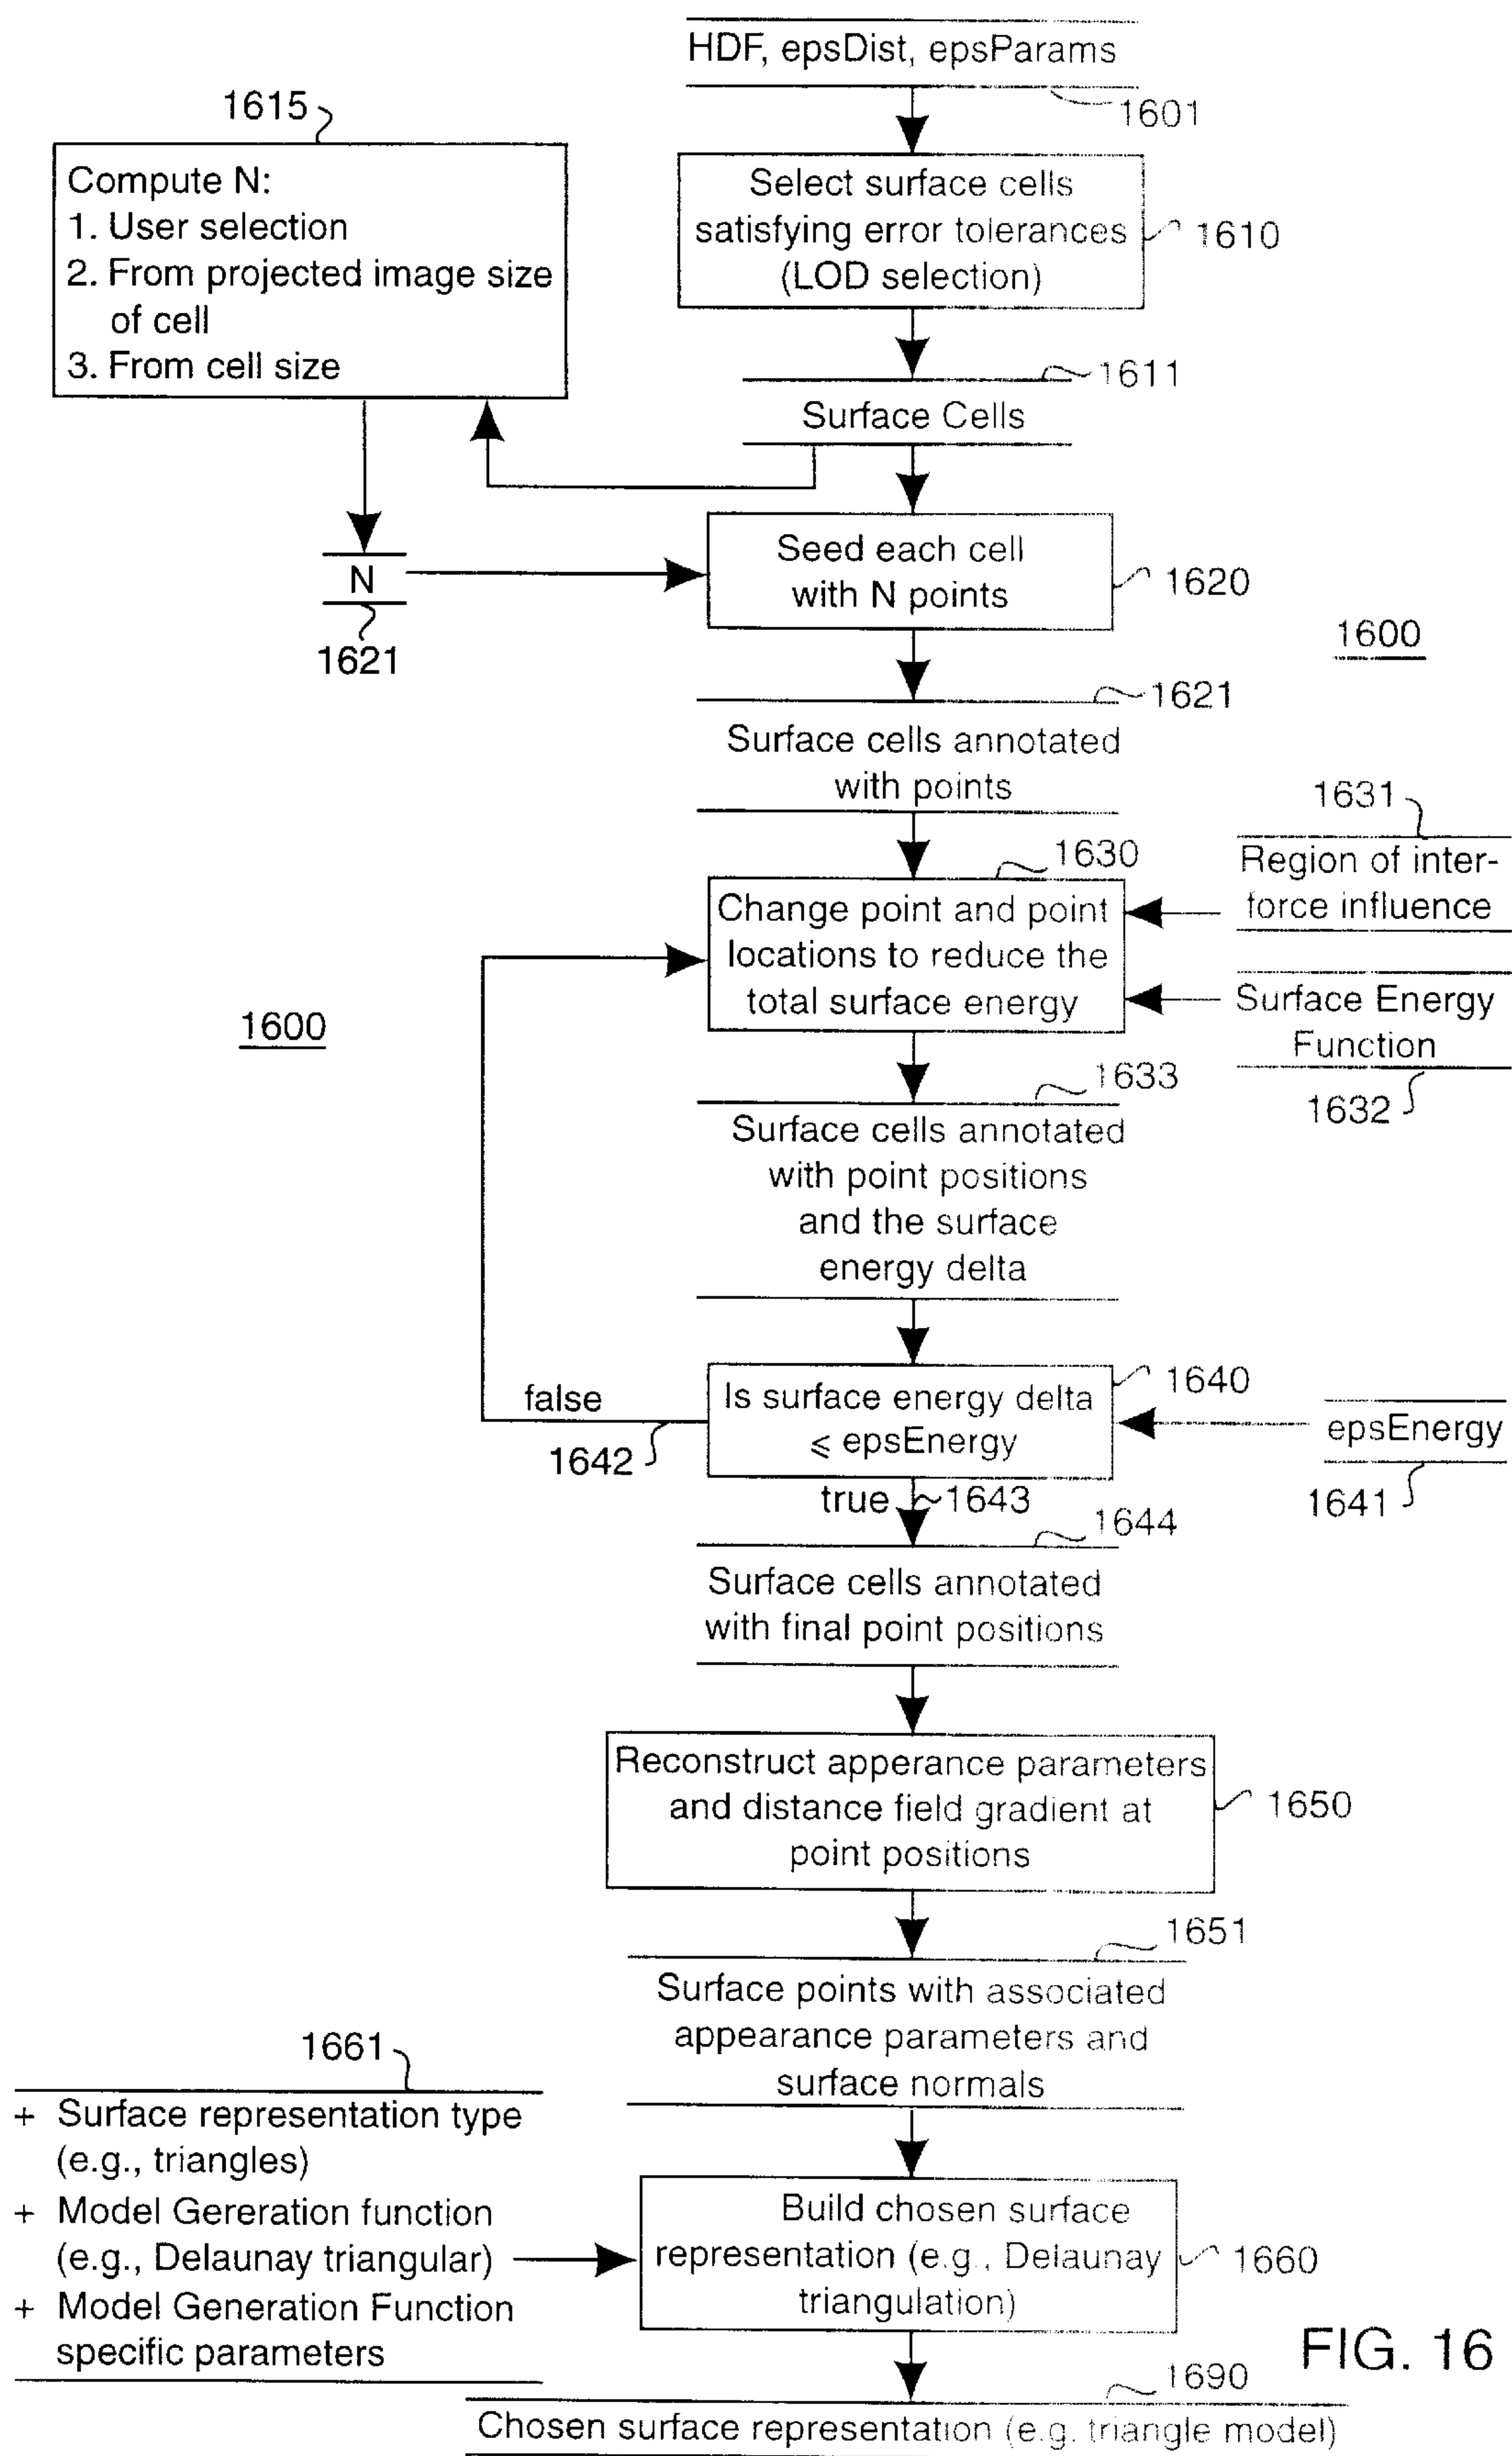 HDF, epsDist, epsParams
1601
1615
Compute N:
1. User selection
2. From projected image size
of cell
3. From cell size
Select surface cells
satisfying error tolerances
(LOD selection)
1610
1611
Surface Cells
N
1621
Seed each cell
with N points
1620
1600
1621
Surface cells annotated
with points
1631
Region of inter-
force influence
1630
Change point and point
locations to reduce the
total surface energy
Surface Energy
Function
1632
1600
1633
Surface cells annotated
with point positions
and the surface
energy delta
false
1642
Is surface energy delta
⩽ epsEnergy
1640
epsEnergy
1641
true
1643
1644
Surface cells annotated
with final point positions
Reconstruct apperance parameters
and distance field gradient at
point positions
1650
1651
Surface points with associated
appearance parameters and
surface normals
1661
+ Surface representation type
(e.g., triangles)
+ Model Gereration function
(e.g., Delaunay triangular)
+ Model Generation Function
specific parameters
Build chosen surface
representation (e.g., Delaunay
triangulation)
1660
FIG. 16
1690
Chosen surface representation (e.g. triangle model)